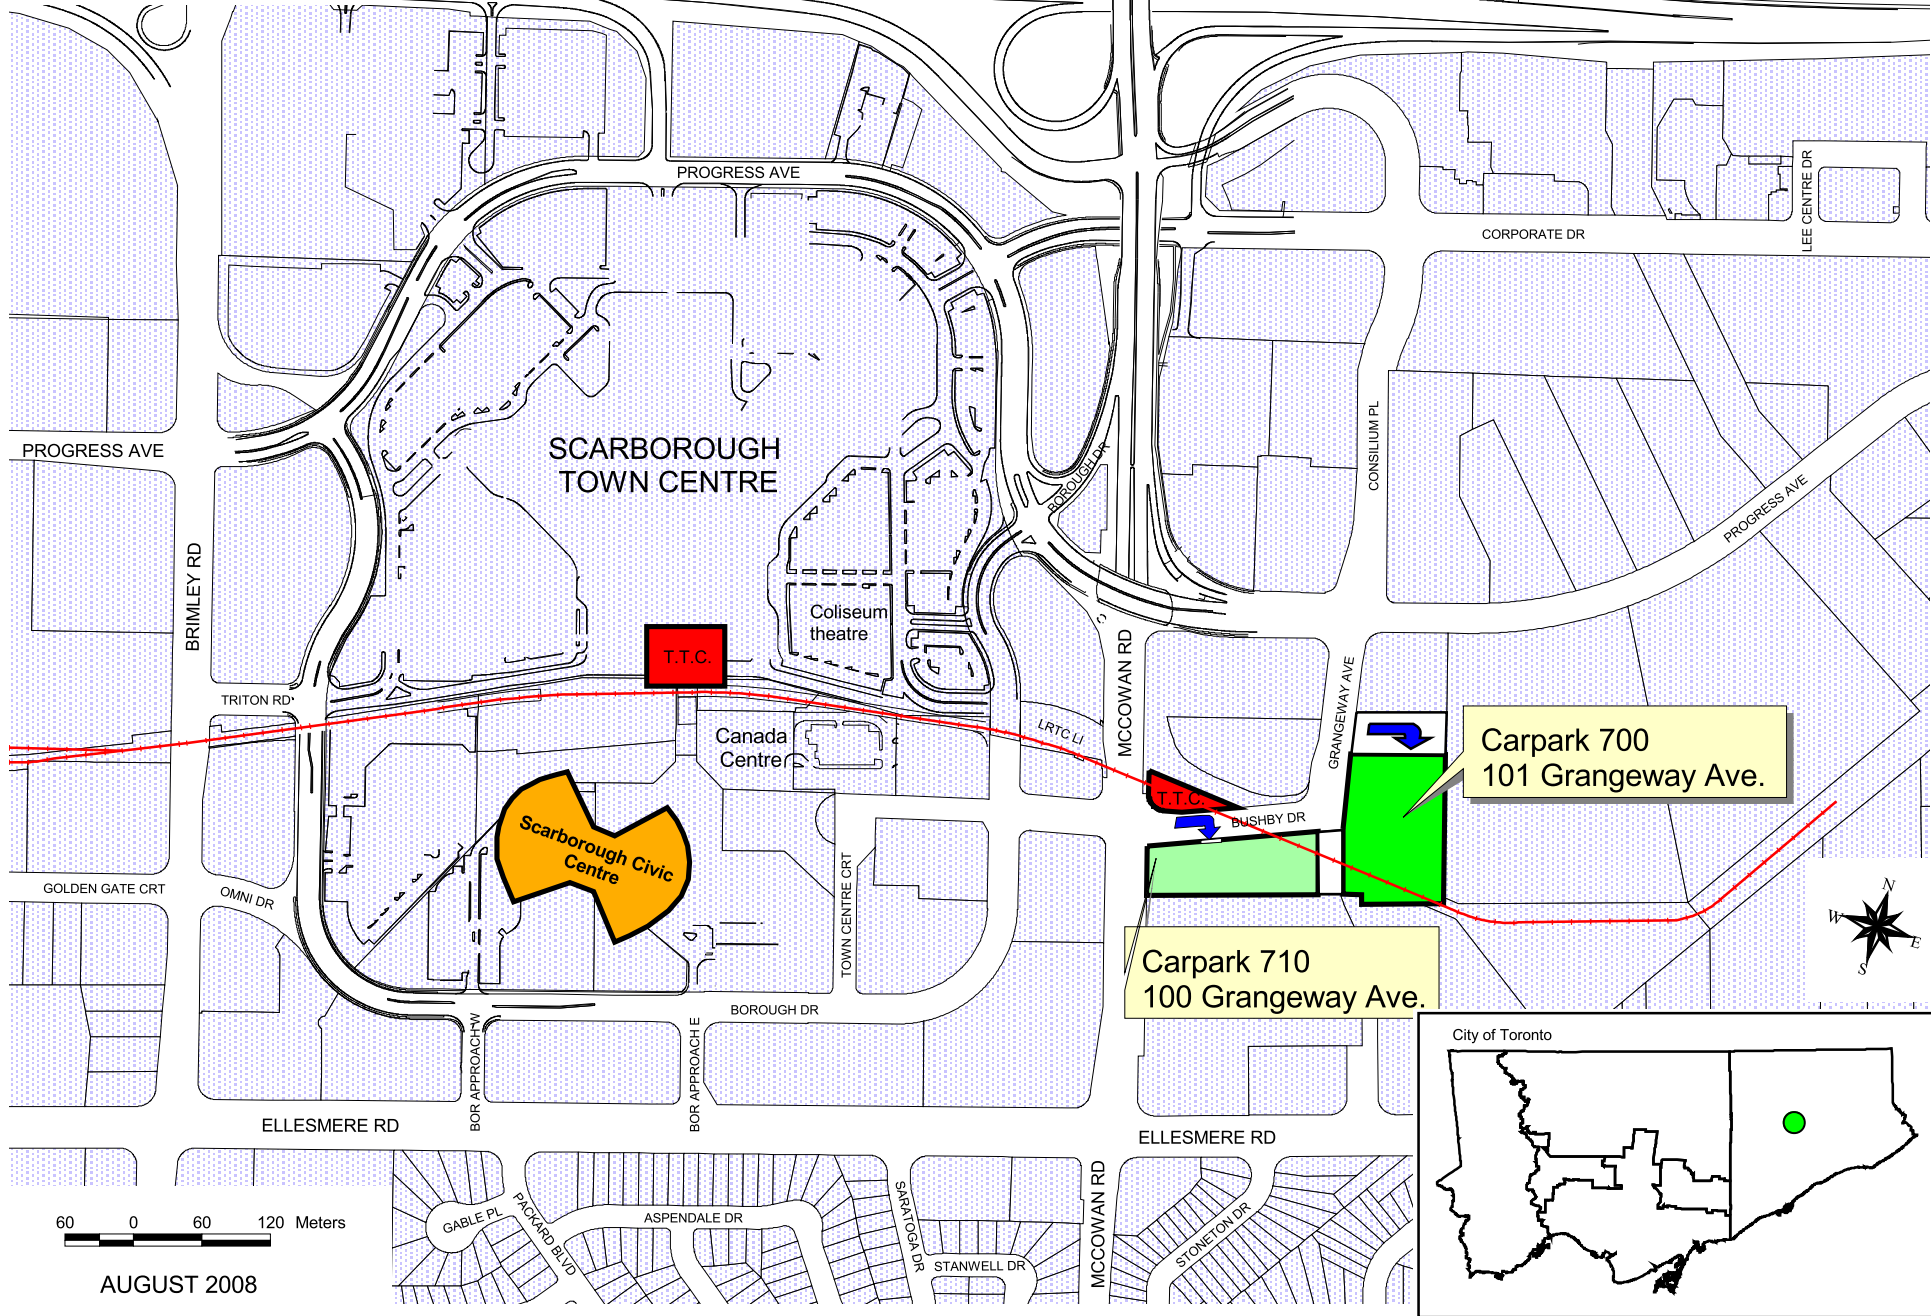 PROGRESS AVE
LEE CENTRE DR
CORPORATE DR
PROGRESS AVE
SCARBOROUGH
TOWN CENTRE
CONSILIUM PL
BOROUGH DR
PROGRESS AVE
BRIMLEY RD
Coliseum
theatre
T.T.C.
MCCOWAN RD
GRANGEWAY AVE
TRITON RD
LRTC LI
Canada
Centre
Carpark 700
101 Grangeway Ave.
T.T.C.
BUSHBY DR
Scarborough Civic
Centre
GOLDEN GATE CRT
OMNI DR
TOWN CENTRE CRT
N
W
E
S
Carpark 710
100 Grangeway Ave.
BOROUGH DR
BOR APPROACH W
BOR APPROACH E
City of Toronto
ELLESMERE RD
ELLESMERE RD
MCCOWAN RD
SARATOGA DR
PACKARD BLVD
GABLE PL
ASPENDALE DR
STONETON DR
STANWELL DR
60 0 60 120 Meters
AUGUST 2008